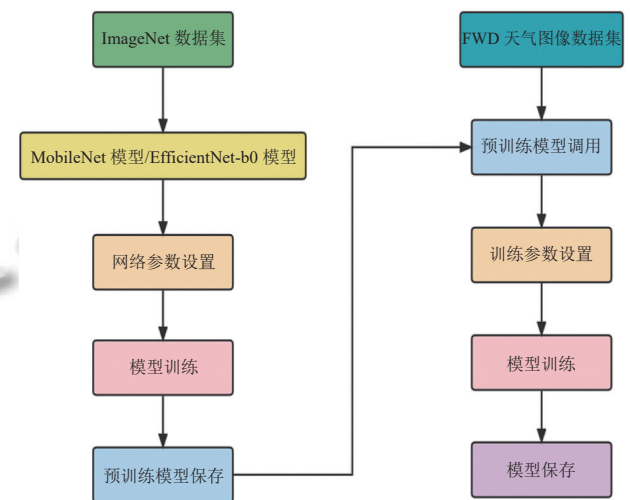 ImageNet 数据集
MobileNet 模型/EfficientNet-b0 模型
网络参数设置
模型训练
预训练模型保存
FWD 天气图像数据集
预训练模型调用
训练参数设置
模型训练
模型保存